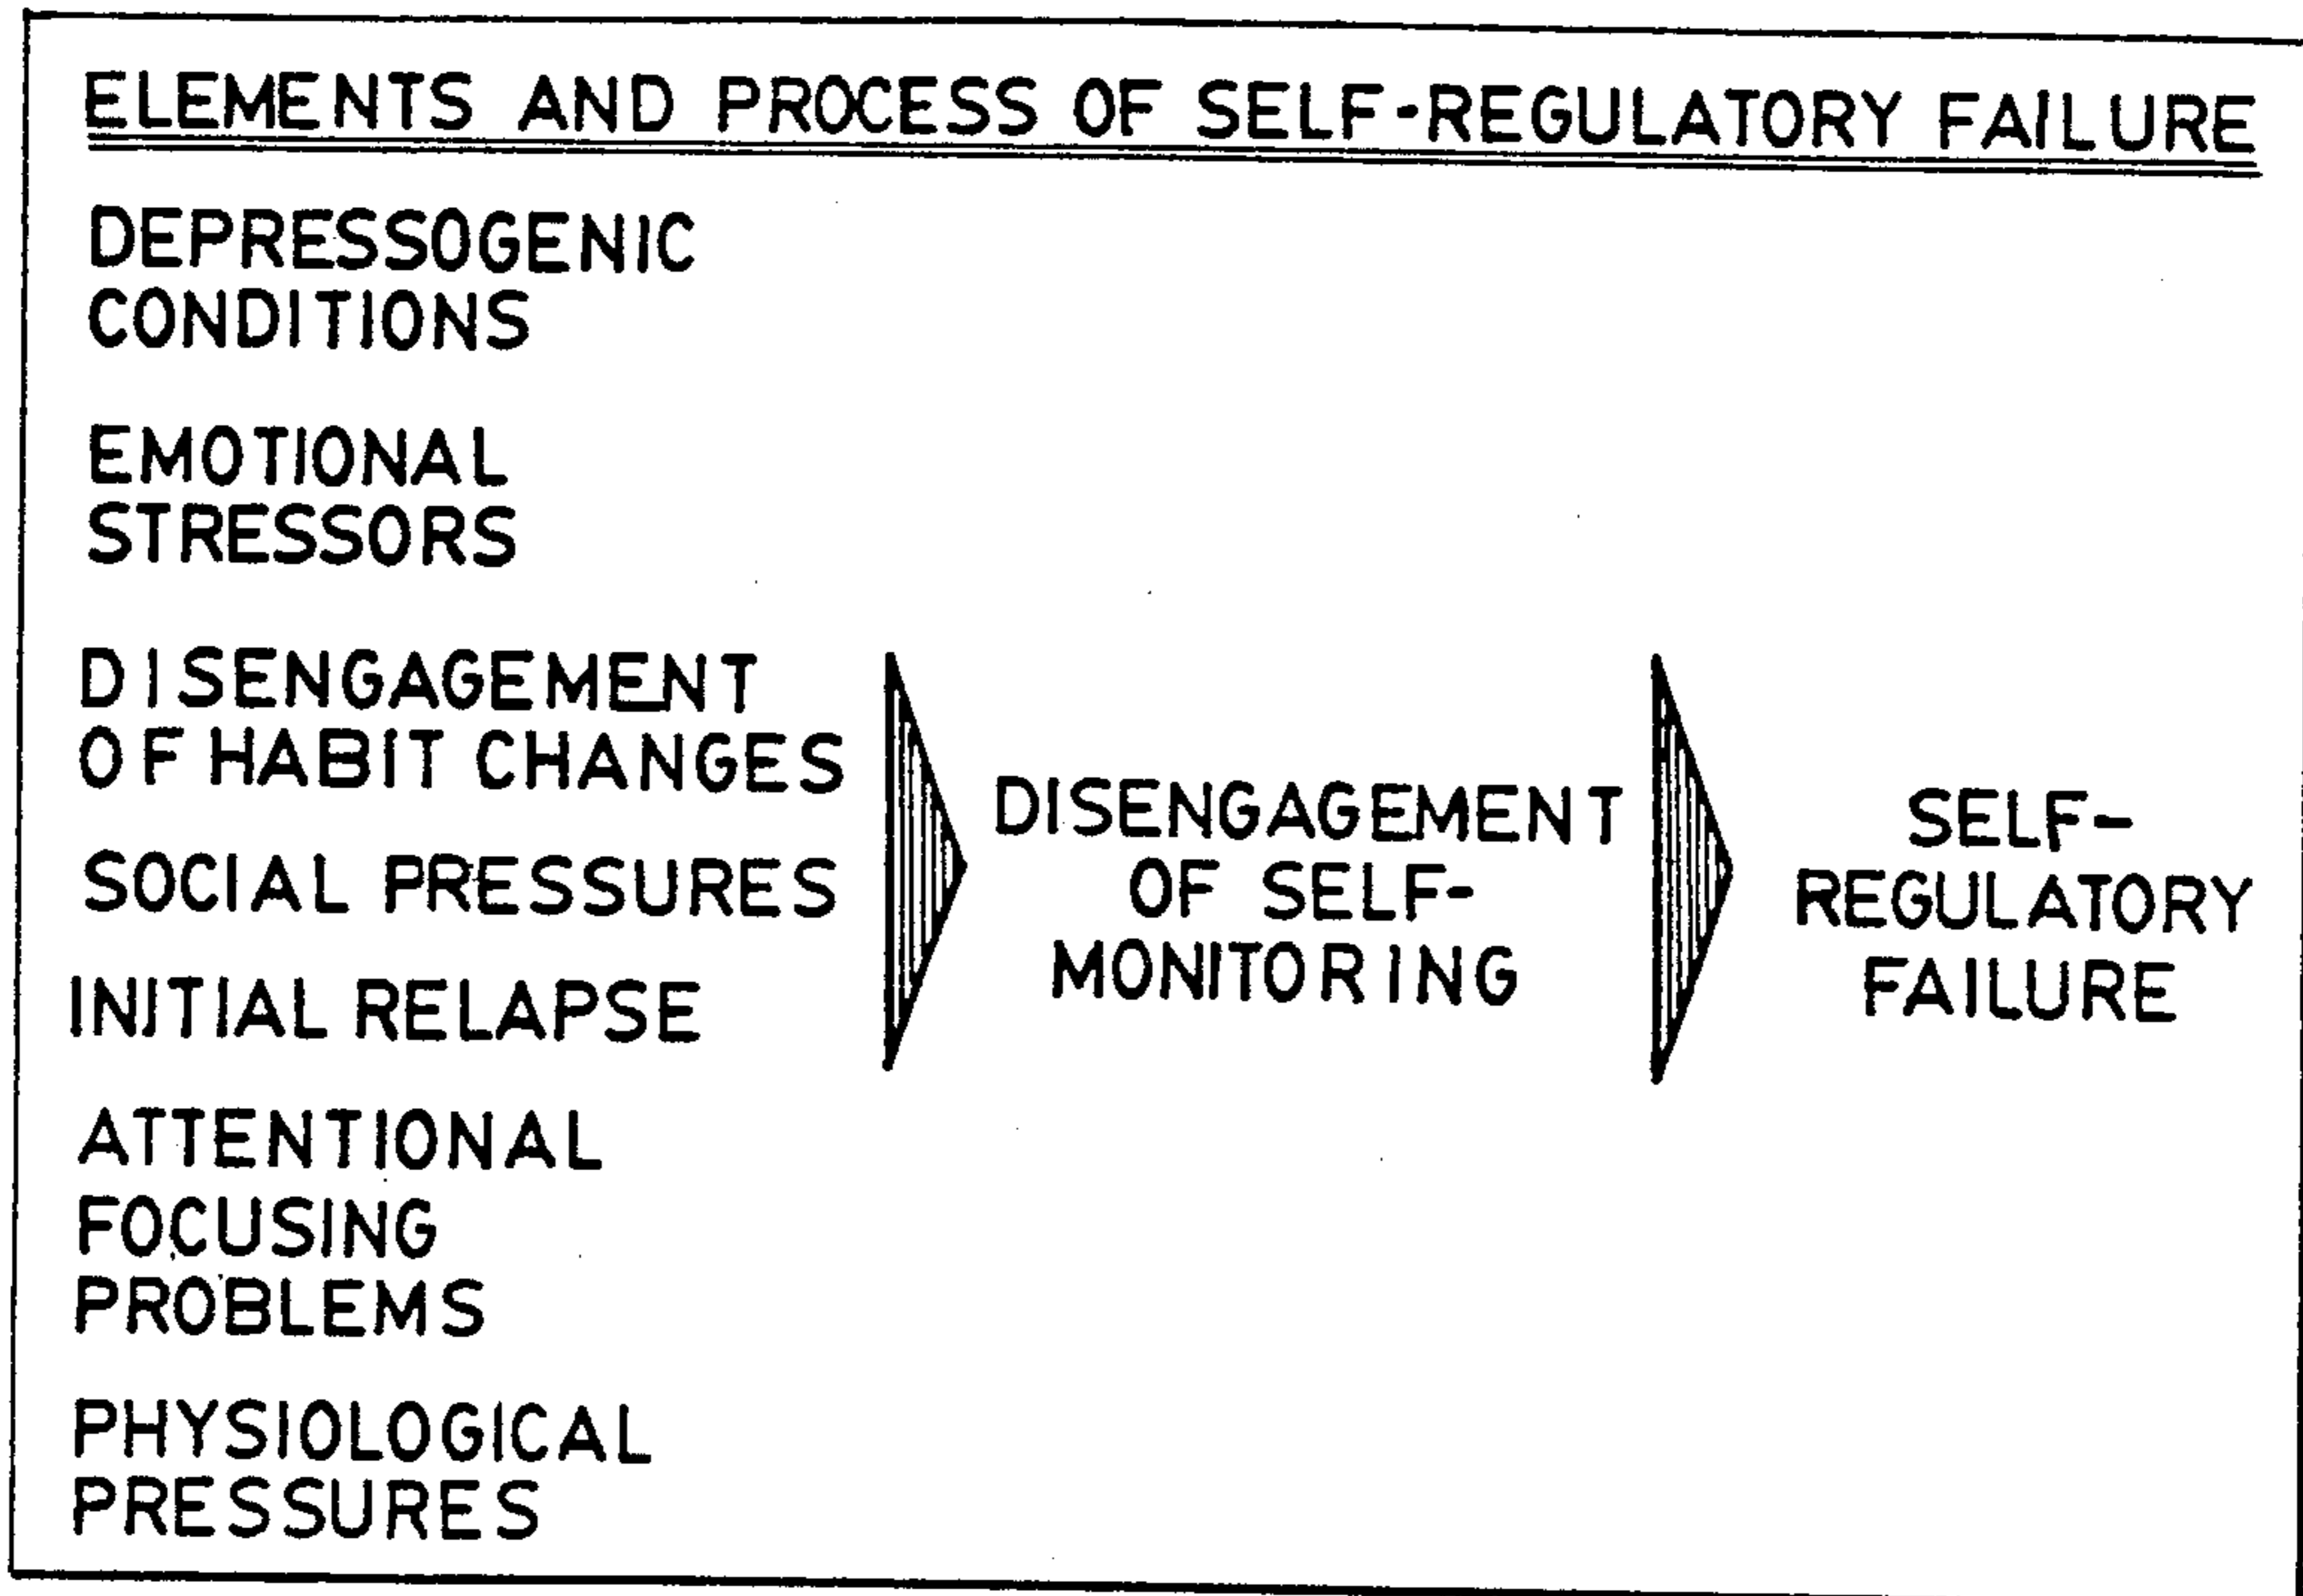 ELEMENTS AND PROCESS OF SELF-REGULATORY FAILURE
DEPRESSOGENIC
CONDITIONS
EMOTIONAL
STRESSORS
DISENGAGEMENT
OF HABIT CHANGES
SOCIAL PRESSURES
INITIAL RELAPSE
ATTENTIONAL
FOCUSING
PROBLEMS
PHYSIOLOGICAL
PRESSURES
DISENGAGEMENT
OF SELF-
MONITORING
SELF-
REGULATORY
FAILURE